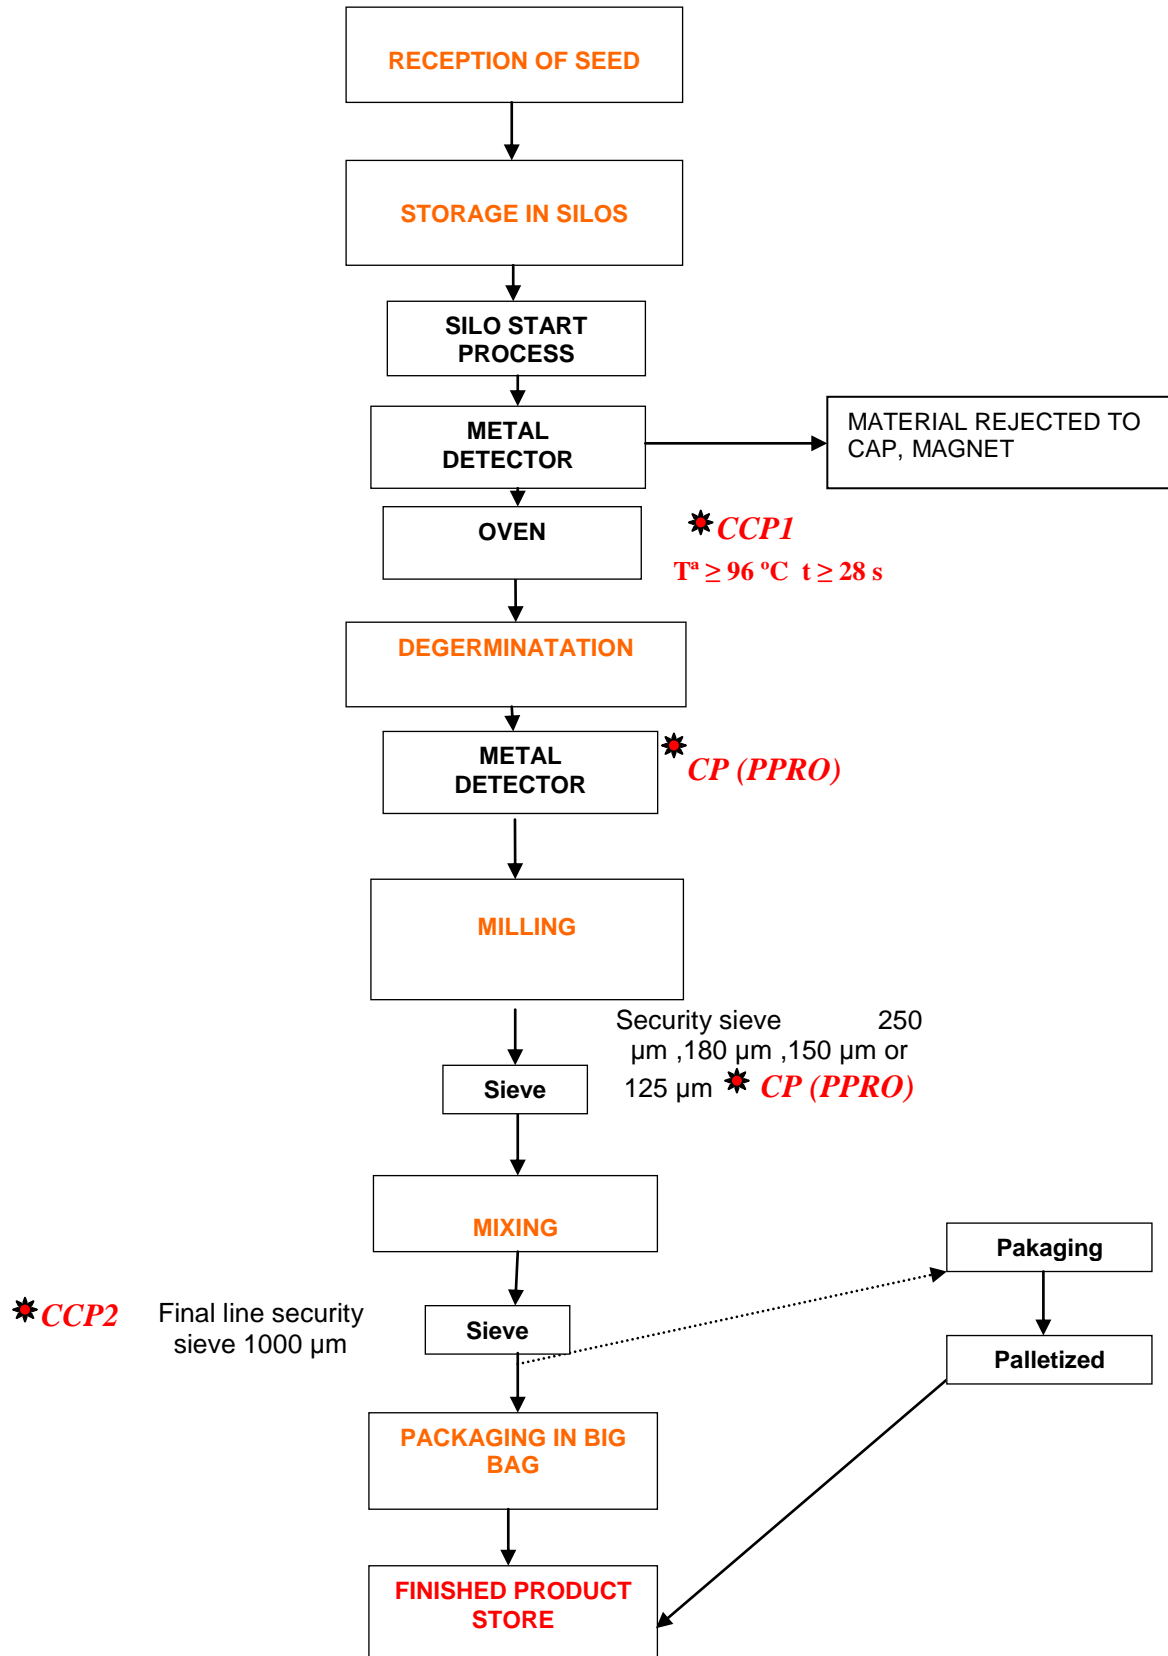 RECEPTION OF SEED
STORAGE IN SILOS
SILO START
PROCESS
METAL
DETECTOR
MATERIAL REJECTED TO
CAP, MAGNET
OVEN
CCP1
Tª ≥ 96 ºC  t ≥ 28 s
DEGERMINATATION
METAL
DETECTOR
CP (PPRO)
MILLING
Security sieve 250
µm ,180 µm ,150 µm or
125 µm CP (PPRO)
Sieve
MIXING
Pakaging
CCP2 Final line security
sieve 1000 µm
Sieve
Palletized
PACKAGING IN BIG
BAG
FINISHED PRODUCT
STORE